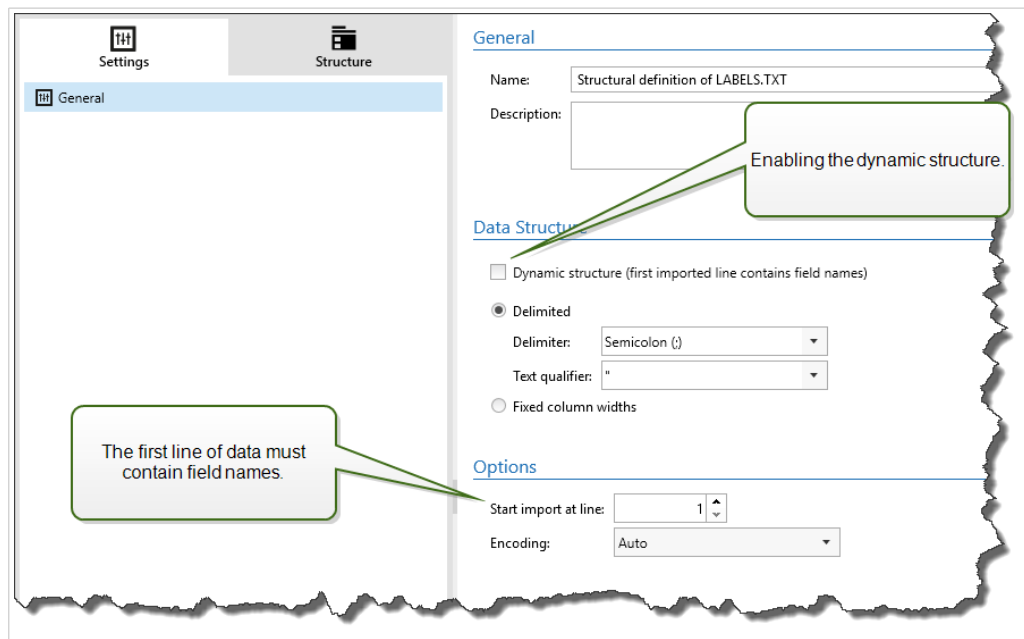 Settings
Structure
General
General
Name:
Structural definition of LABELS.TXT
Description:
Enabling the dynamic structure.
Data Structure
Dynamic structure (first imported line contains field names)
Delimited
Delimiter:
Semicolon (;)
Text qualifier:
"
Fixed column widths
The first line of data must
contain field names.
Options
Start import at line:
1
Encoding:
Auto